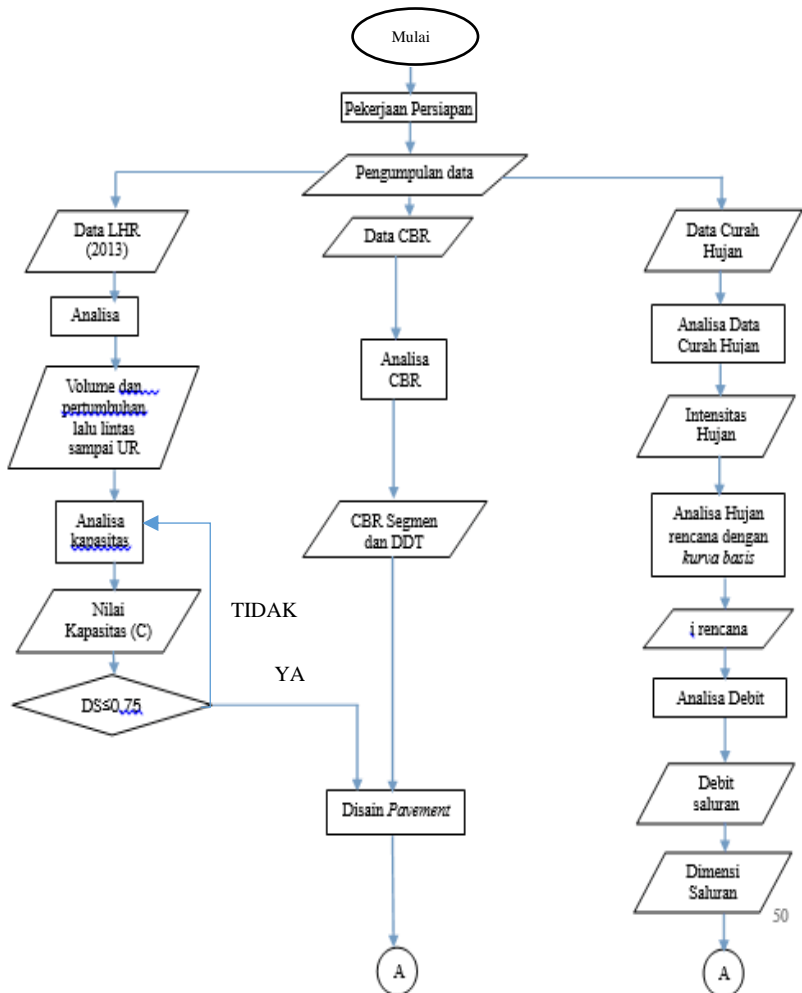 Mulai
Pekerjaan Persiapan
Pengumpulan data
Data LHR
(2013)
Analisa
Volume dan
pertumbuhan
lalu lintas
sampai UR
Analisa
kapasitas
Nilai
Kapasitas (C)
TIDAK
YA
DS≤0,75
Data CBR
Analisa
CBR
CBR Segmen
dan DDT
Disain Pavement
A
Data Curah
Hujan
Analisa Data
Curah Hujan
Intensitas
Hujan
Analisa Hujan
rencana dengan
kurva basis
i rencana
Analisa Debit
Debit
saluran
Dimensi
Saluran
50
A